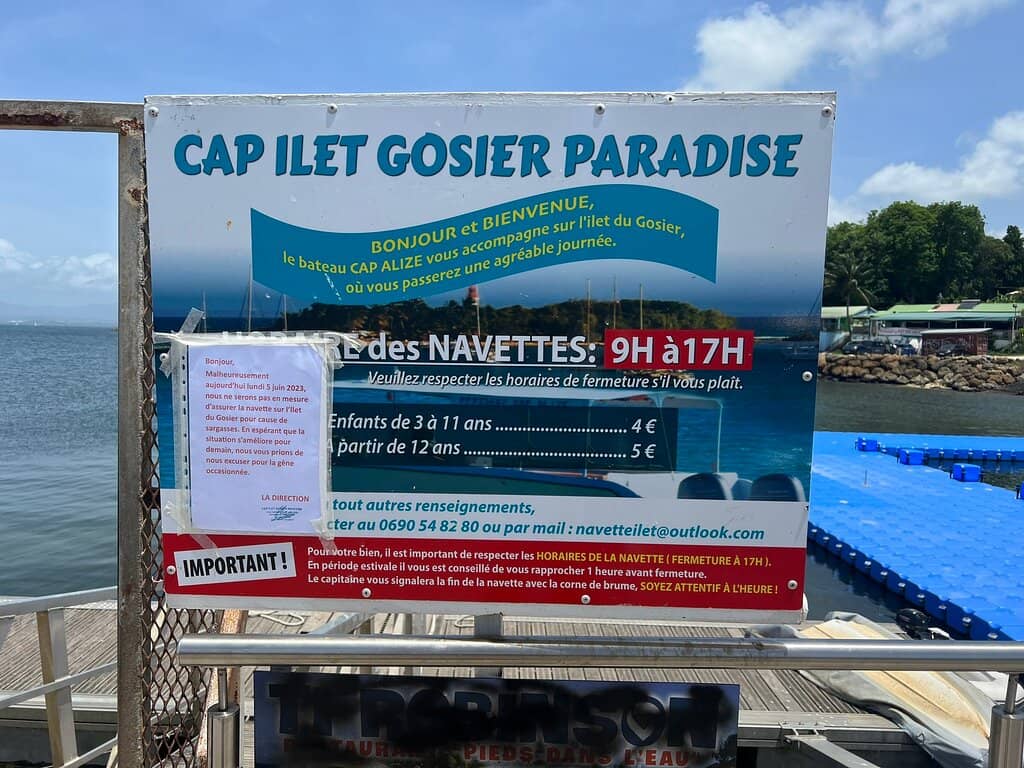 CAP ILET GOSIER PARADISE
BONJOUR et BIENVENUE,
le bateau CAP ALIZE vous accompagne sur l'ilet du Gosier,
où vous passerez une agréable journée.
RE des NAVETTES: 9H à 17H
Veuillez respecter les horaires de fermeture s'il vous plaît.
Enfants de 3 à 11 ans ............................. 4 €
A partir de 12 ans ................................... 5 €
tout autres renseignements,
cter au 0690 54 82 80 ou par mail : navetteilet@outlook.com
IMPORTANT !
Pour votre bien, il est important de respecter les HORAIRES DE LA NAVETTE ( FERMETURE À 17H ).
En période estivale il vous est conseillé de vous rapprocher 1 heure avant fermeture.
Le capitaine vous signalera la fin de la navette avec la corne de brume, SOYEZ ATTENTIF À L'HEURE !
Bonjour,
Malheureusement
aujourd'hui lundi 5 juin 2023,
nous ne serons pas en mesure
d'assurer la navette sur l'ilet
du Gosier pour cause de
sargasses. En espérant que la
situation s'améliore pour
demain, nous vous prions de
nous excuser pour la gêne
occasionnée.
LA DIRECTION
TI ROBINSON
RESTAURANT PIEDS DANS L'EAU